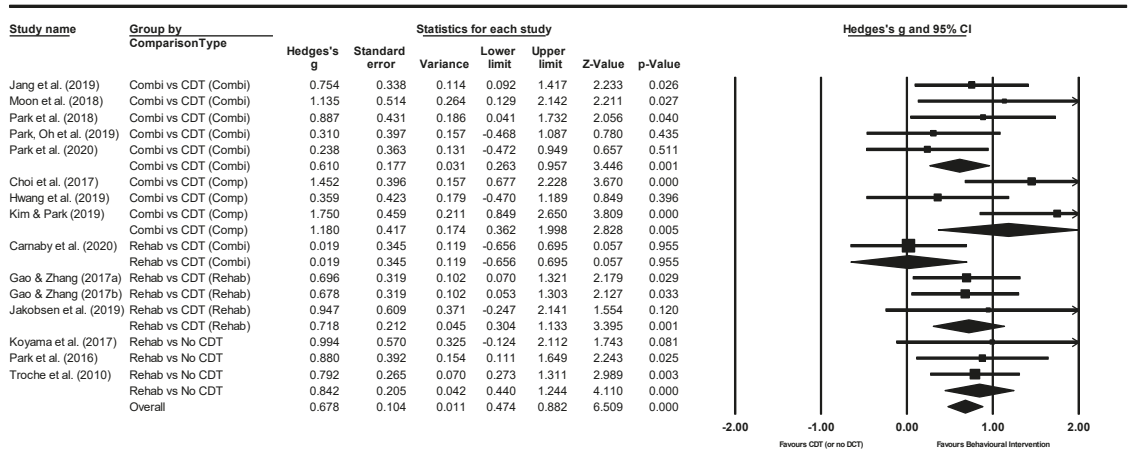 Study name Group by ComparisonType Statistics for each study Hedges's g and 95% CI
Hedges's g Standard error Variance Lower limit Upper limit Z-Value p-Value
Jang et al. (2019) Combi vs CDT (Combi) 0.754 0.338 0.114 0.092 1.417 2.233 0.026
Moon et al. (2018) Combi vs CDT (Combi) 1.135 0.514 0.264 0.129 2.142 2.211 0.027
Park et al. (2018) Combi vs CDT (Combi) 0.887 0.431 0.186 0.041 1.732 2.056 0.040
Park, Oh et al. (2019) Combi vs CDT (Combi) 0.310 0.397 0.157 -0.468 1.087 0.780 0.435
Park et al. (2020) Combi vs CDT (Combi) 0.238 0.363 0.131 -0.472 0.949 0.657 0.511
Combi vs CDT (Combi) 0.610 0.177 0.031 0.263 0.957 3.446 0.001
Choi et al. (2017) Combi vs CDT (Comp) 1.452 0.396 0.157 0.677 2.228 3.670 0.000
Hwang et al. (2019) Combi vs CDT (Comp) 0.359 0.423 0.179 -0.470 1.189 0.849 0.396
Kim & Park (2019) Combi vs CDT (Comp) 1.750 0.459 0.211 0.849 2.650 3.809 0.000
Combi vs CDT (Comp) 1.180 0.417 0.174 0.362 1.998 2.828 0.005
Carnaby et al. (2020) Rehab vs CDT (Combi) 0.019 0.345 0.119 -0.656 0.695 0.057 0.955
Rehab vs CDT (Combi) 0.019 0.345 0.119 -0.656 0.695 0.057 0.955
Gao & Zhang (2017a) Rehab vs CDT (Rehab) 0.696 0.319 0.102 0.070 1.321 2.179 0.029
Gao & Zhang (2017b) Rehab vs CDT (Rehab) 0.678 0.319 0.102 0.053 1.303 2.127 0.033
Jakobsen et al. (2019) Rehab vs CDT (Rehab) 0.947 0.609 0.371 -0.247 2.141 1.554 0.120
Rehab vs CDT (Rehab) 0.718 0.212 0.045 0.304 1.133 3.395 0.001
Koyama et al. (2017) Rehab vs No CDT 0.994 0.570 0.325 -0.124 2.112 1.743 0.081
Park et al. (2016) Rehab vs No CDT 0.880 0.392 0.154 0.111 1.649 2.243 0.025
Troche et al. (2010) Rehab vs No CDT 0.792 0.265 0.070 0.273 1.311 2.989 0.003
Rehab vs No CDT 0.842 0.205 0.042 0.440 1.244 4.110 0.000
Overall 0.678 0.104 0.011 0.474 0.882 6.509 0.000
-2.00 -1.00 0.00 1.00 2.00
Favours CDT (or no DCT) Favours Behavioural Intervention